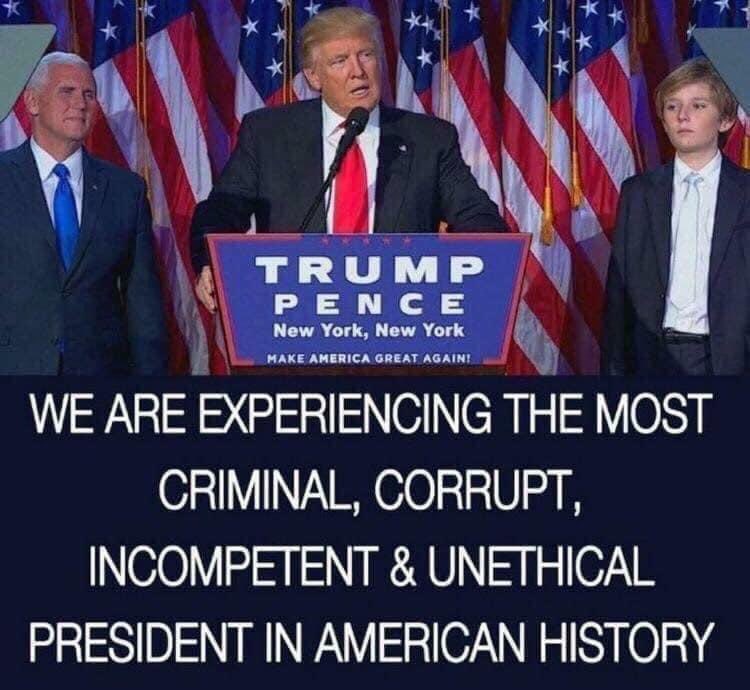 TRUMP
PENCE
New York, New York
MAKE AMERICA GREAT AGAIN!
WE ARE EXPERIENCING THE MOST
CRIMINAL, CORRUPT,
INCOMPETENT & UNETHICAL
PRESIDENT IN AMERICAN HISTORY